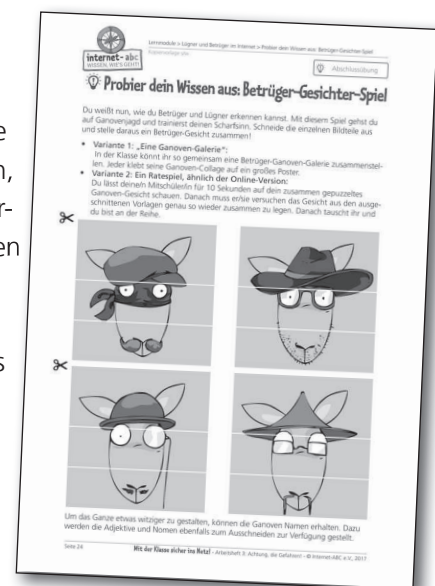 e
n,
r-
en
s
internet-abc
WISSEN, WIE'S GEHT!
Lernmodule > Lügner und Betrüger im Internet > Probier dein Wissen aus: Betrüger-Gesichter-Spiel
Kopiervorlage
Abschlussübung
Probier dein Wissen aus: Betrüger-Gesichter-Spiel
Du weißt nun, wie du Betrüger und Lügner erkennen kannst. Mit diesem Spiel gehst du
auf Ganovenjagd und trainierst deinen Scharfsinn. Schneide die einzelnen Bildteile aus
und stelle daraus ein Betrüger-Gesicht zusammen!
• Variante 1: „Eine Ganoven-Galerie“:
In der Klasse könnt ihr so gemeinsam eine Betrüger-Ganoven-Galerie zusammenstel-
len. Jeder klebt seine Ganoven-Collage auf ein großes Poster.
• Variante 2: Ein Ratespiel, ähnlich der Online-Version:
Du lässt deine/n Mitschüler/in für 10 Sekunden auf dein zusammen gepuzzeltes
Ganoven-Gesicht schauen. Danach muss er/sie versuchen das Gesicht aus den ausge-
schnittenen Vorlagen genau so wieder zusammen zu legen. Danach tauscht ihr und
du bist an der Reihe.
Um das Ganze etwas witziger zu gestalten, können die Ganoven Namen erhalten. Dazu
werden die Adjektive und Nomen ebenfalls zum Ausschneiden zur Verfügung gestellt.
Seite 24
Mit der Klasse sicher ins Netz! - Arbeitsheft 3: Achtung, die Gefahren! - © Internet-ABC e.V., 2017